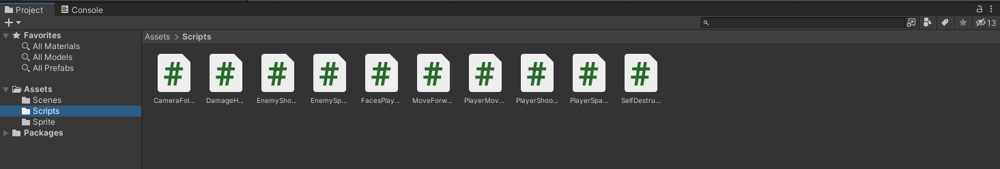 Project Console
13
Favorites
All Materials
All Models
All Prefabs
Assets
Scenes
Scripts
Sprite
Packages
Assets > Scripts
CameraFol... DamageH... EnemySho... EnemySp... FacesPlay... MoveForw... PlayerMov... PlayerShoo... PlayerSpa... SelfDestru...